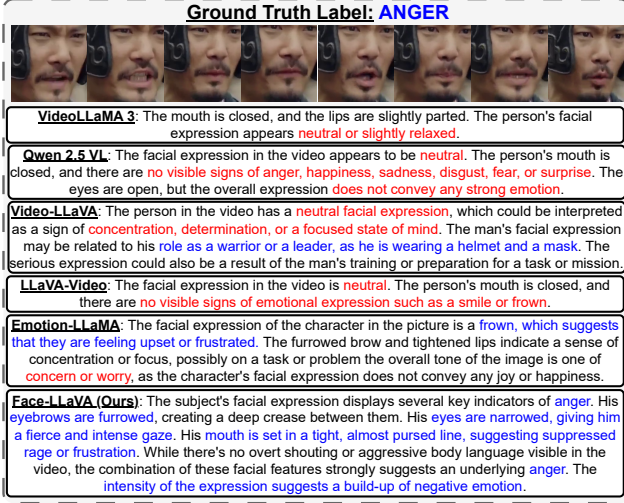 Ground Truth Label: ANGER
VideoLLaMA 3: The mouth is closed, and the lips are slightly parted. The person's facial
expression appears neutral or slightly relaxed.
Qwen 2.5 VL: The facial expression in the video appears to be neutral. The person's mouth is
closed, and there are no visible signs of anger, happiness, sadness, disgust, fear, or surprise. The
eyes are open, but the overall expression does not convey any strong emotion.
Video-LLaVA: The person in the video has a neutral facial expression, which could be interpreted
as a sign of concentration, determination, or a focused state of mind. The man's facial expression
may be related to his role as a warrior or a leader, as he is wearing a helmet and a mask. The
serious expression could also be a result of the man's training or preparation for a task or mission.
LLaVA-Video: The facial expression in the video is neutral. The person's mouth is closed, and
there are no visible signs of emotional expression such as a smile or frown.
Emotion-LLaMA: The facial expression of the character in the picture is a frown, which suggests
that they are feeling upset or frustrated. The furrowed brow and tightened lips indicate a sense of
concentration or focus, possibly on a task or problem the overall tone of the image is one of
concern or worry, as the character's facial expression does not convey any joy or happiness.
Face-LLaVA (Ours): The subject's facial expression displays several key indicators of anger. His
eyebrows are furrowed, creating a deep crease between them. His eyes are narrowed, giving him
a fierce and intense gaze. His mouth is set in a tight, almost pursed line, suggesting suppressed
rage or frustration. While there's no overt shouting or aggressive body language visible in the
video, the combination of these facial features strongly suggests an underlying anger. The
intensity of the expression suggests a build-up of negative emotion.